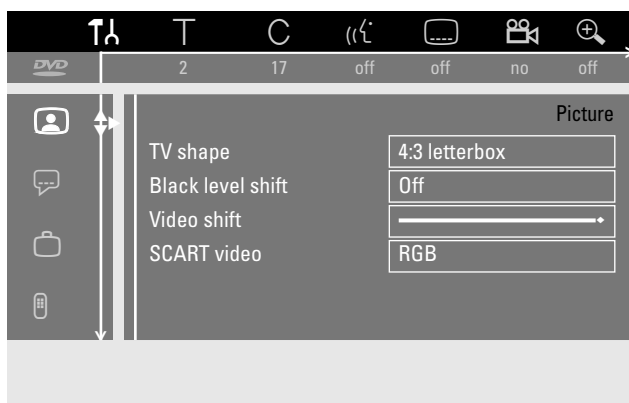 T C
DVD 2 17 off off no off
Picture
TV shape 4:3 letterbox
Black level shift Off
Video shift
SCART video RGB